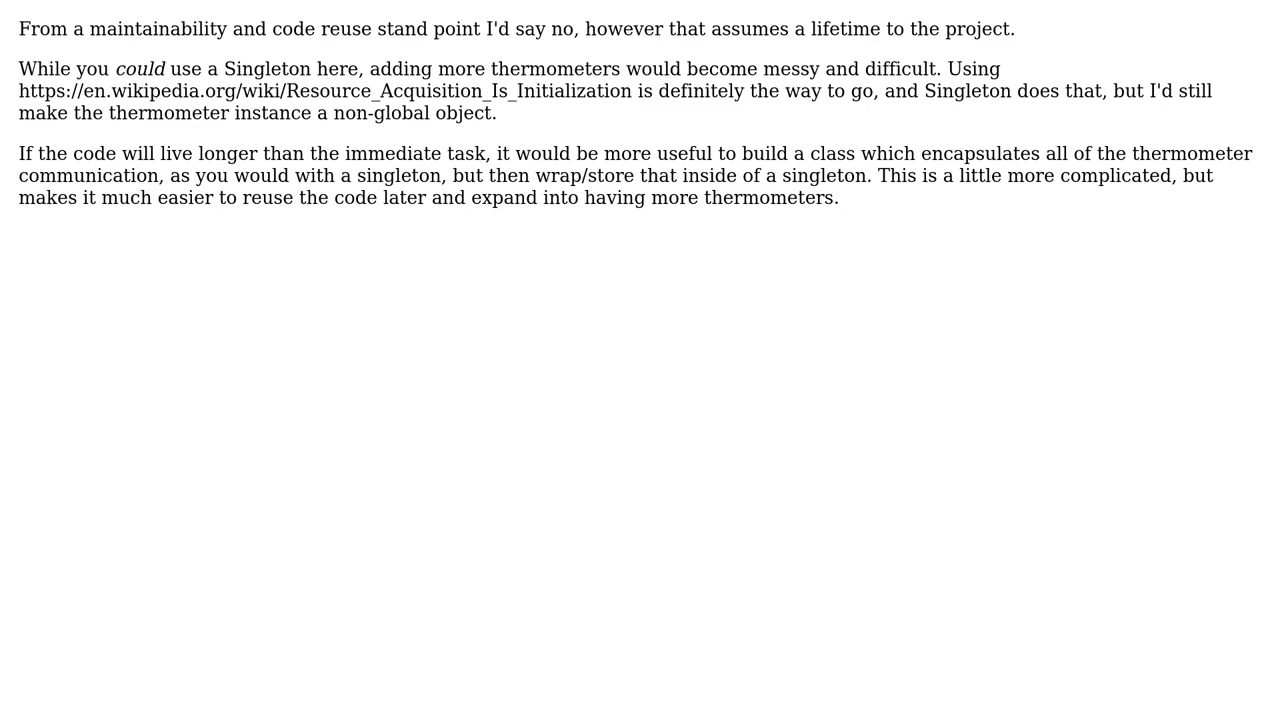 From a maintainability and code reuse stand point I'd say no, however that assumes a lifetime to the project.
While you could use a Singleton here, adding more thermometers would become messy and difficult. Using
https://en.wikipedia.org/wiki/Resource_Acquisition_Is_Initialization is definitely the way to go, and Singleton does that, but I'd still
make the thermometer instance a non-global object.
If the code will live longer than the immediate task, it would be more useful to build a class which encapsulates all of the thermometer
communication, as you would with a singleton, but then wrap/store that inside of a singleton. This is a little more complicated, but
makes it much easier to reuse the code later and expand into having more thermometers.